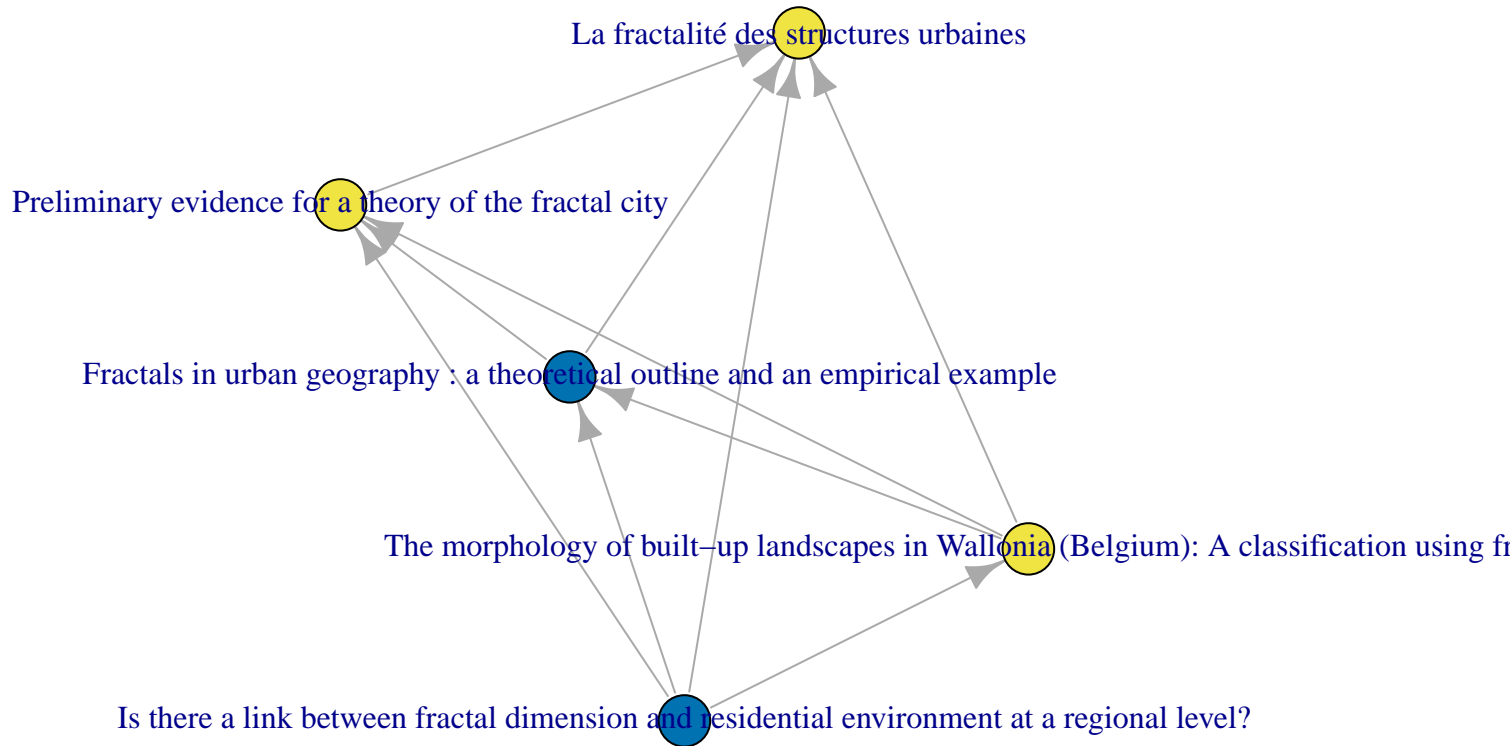 La fractalité des structures urbaines
Preliminary evidence for a theory of the fractal city
Fractals in urban geography : a theoretical outline and an empirical example
The morphology of built−up landscapes in Wallonia (Belgium): A classification using fr
Is there a link between fractal dimension and residential environment at a regional level?